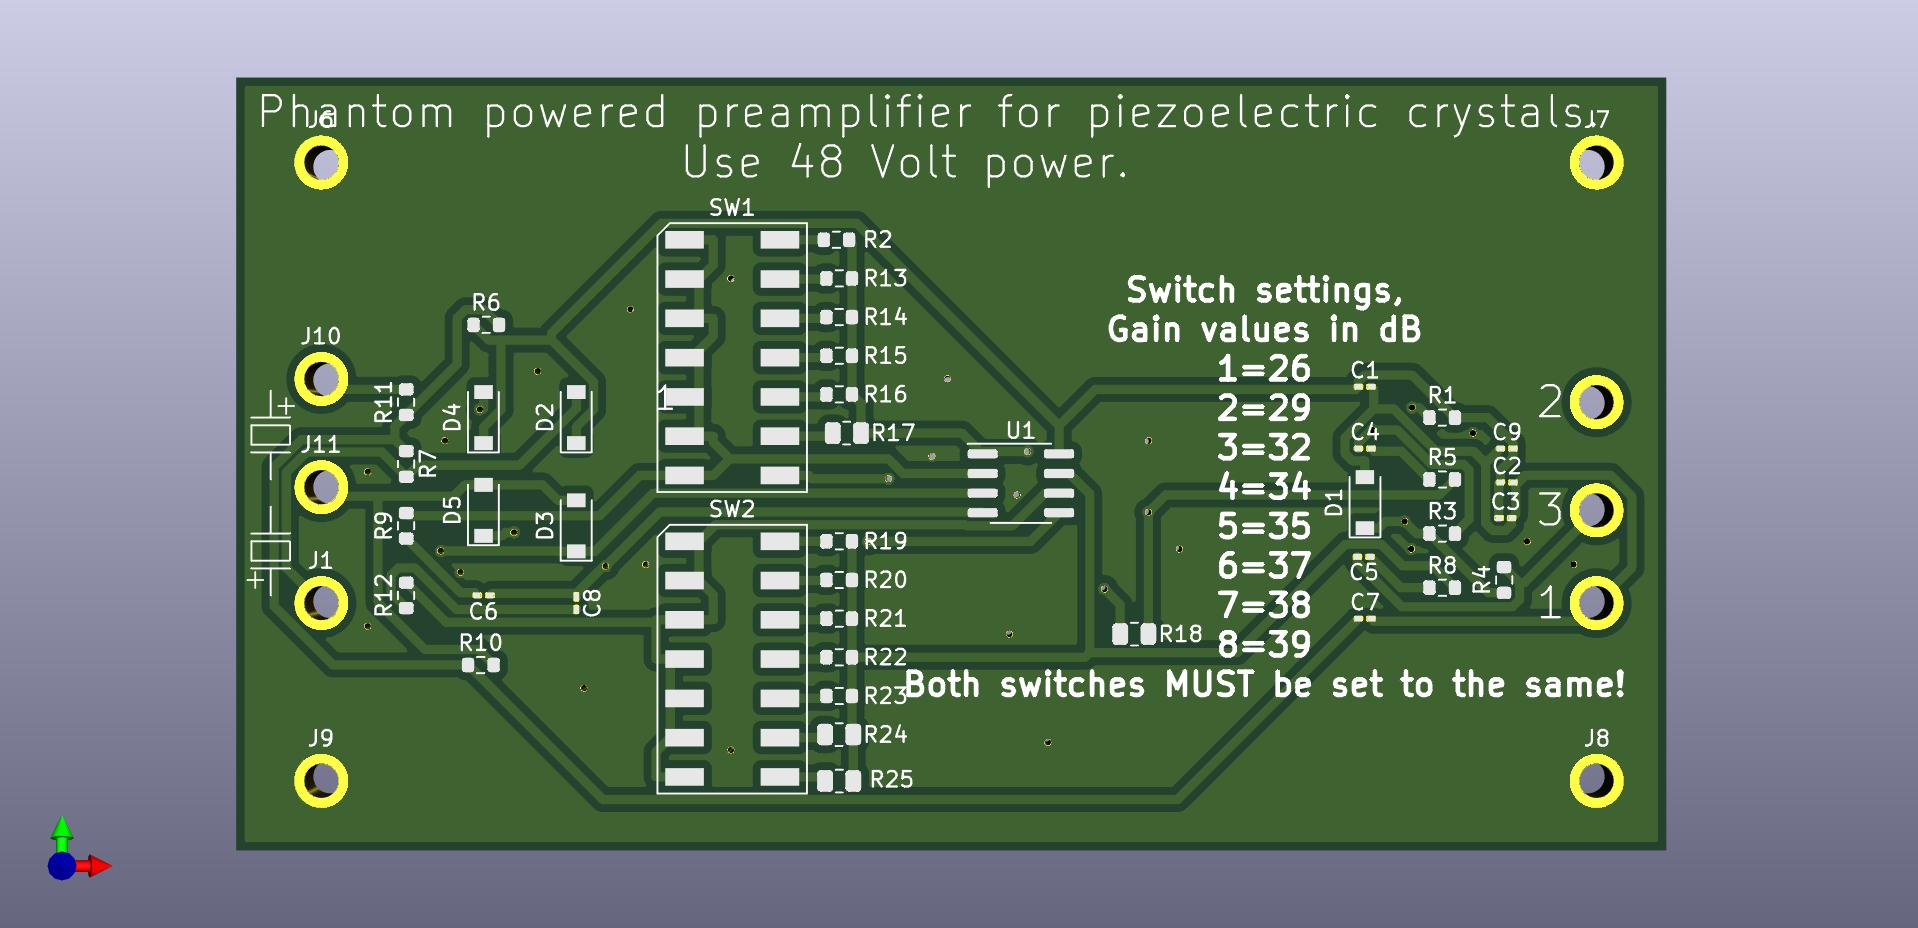 Phantom powered preamplifier for piezoelectric crystals.
J6
J7
Use 48 Volt power.
SW1
R2
R13
Switch settings,
R6
R14
Gain values in dB
J10
R15
1=26
C1
R11
+
D4
D2
1
R16
2=29
R1
2
J11
R17
U1
3=32
C4
C9
R7
4=34
R5
C2
D5
D3
SW2
D1
C3
3
R9
R19
5=35
R3
J1
+
R12
R20
6=37
C5
R8
R4
C6
C8
R21
7=38
C7
1
R10
R22
R18
8=39
R23
Both switches MUST be set to the same!
J9
R24
J8
R25